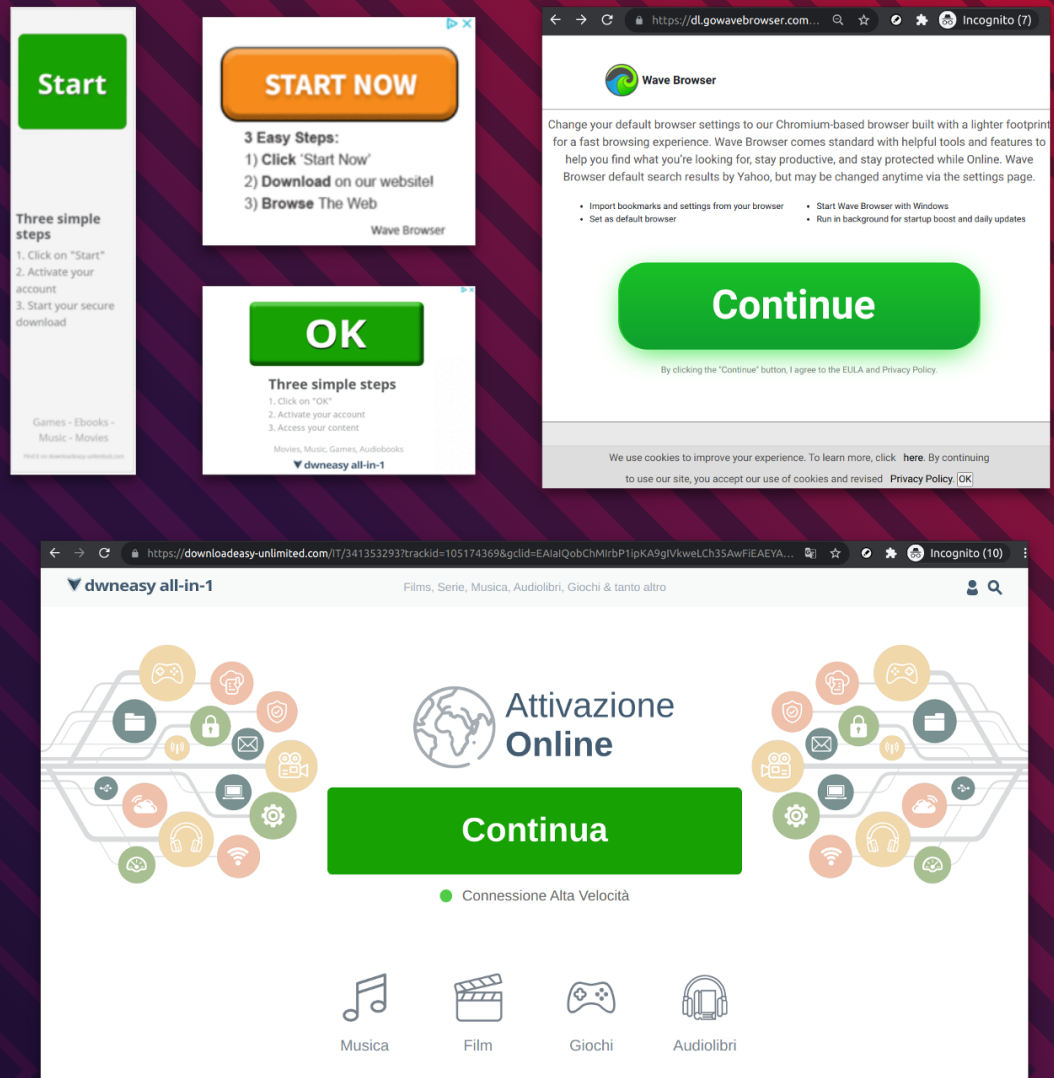 Start
Three simple
steps
1. Click on "Start"
2. Activate your
account
3. Start your secure
download
Games - Ebooks -
Music - Movies
Find it on downloadeasy-unlimited.com
START NOW
3 Easy Steps:
1) Click 'Start Now'
2) Download on our website!
3) Browse The Web
Wave Browser
OK
Three simple steps
1. Click on "OK"
2. Activate your account
3. Access your content
Movies, Music, Games, Audiobooks
dwneasy all-in-1
https://dl.gowavebrowser.com...
Incognito (7)
Wave Browser
Change your default browser settings to our Chromium-based browser built with a lighter footprint
for a fast browsing experience. Wave Browser comes standard with helpful tools and features to
help you find what you're looking for, stay productive, and stay protected while Online. Wave
Browser default search results by Yahoo, but may be changed anytime via the settings page.
• Import bookmarks and settings from your browser
• Set as default browser
• Start Wave Browser with Windows
• Run in background for startup boost and daily updates
Continue
By clicking the "Continue" button, I agree to the EULA and Privacy Policy.
We use cookies to improve your experience. To learn more, click here. By continuing
to use our site, you accept our use of cookies and revised Privacy Policy. OK
https://downloadeasy-unlimited.com/IT/341353293?trackid=105174369&gclid=EAIaIQobChMIrbP1ipKA9gIVkweLCh3SAwFiEAEYA...
Incognito (10)
dwneasy all-in-1
Films, Serie, Musica, Audiolibri, Giochi & tanto altro
Attivazione
Online
Continua
Connessione Alta Velocità
Musica
Film
Giochi
Audiolibri